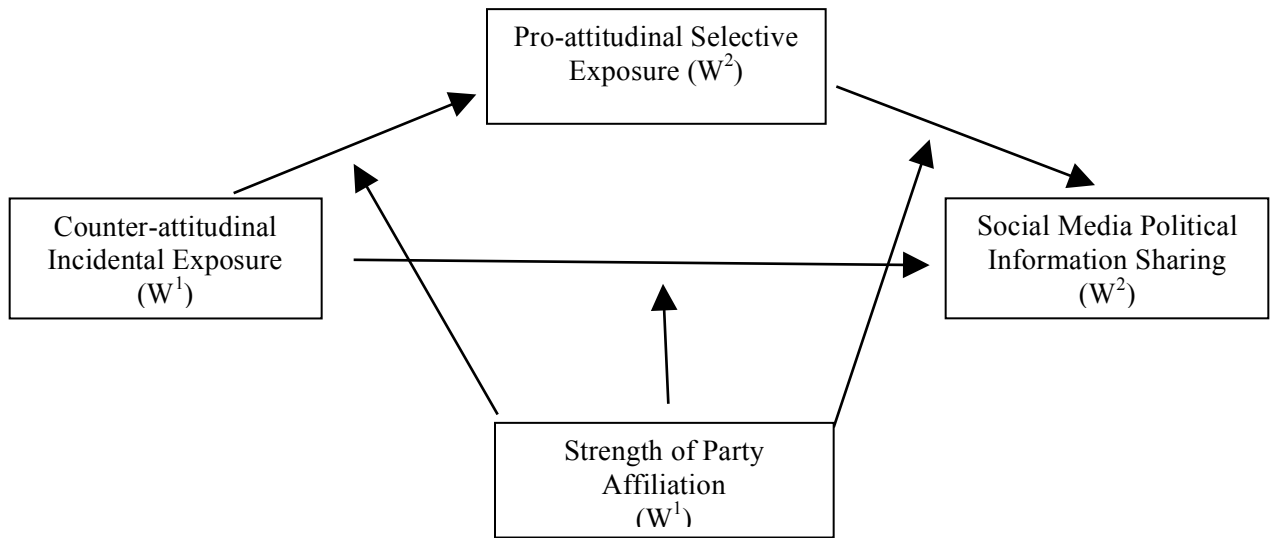 Pro-attitudinal Selective
Exposure (W²)
Counter-attitudinal
Incidental Exposure
(W¹)
Social Media Political
Information Sharing
(W²)
Strength of Party
Affiliation
(W¹)